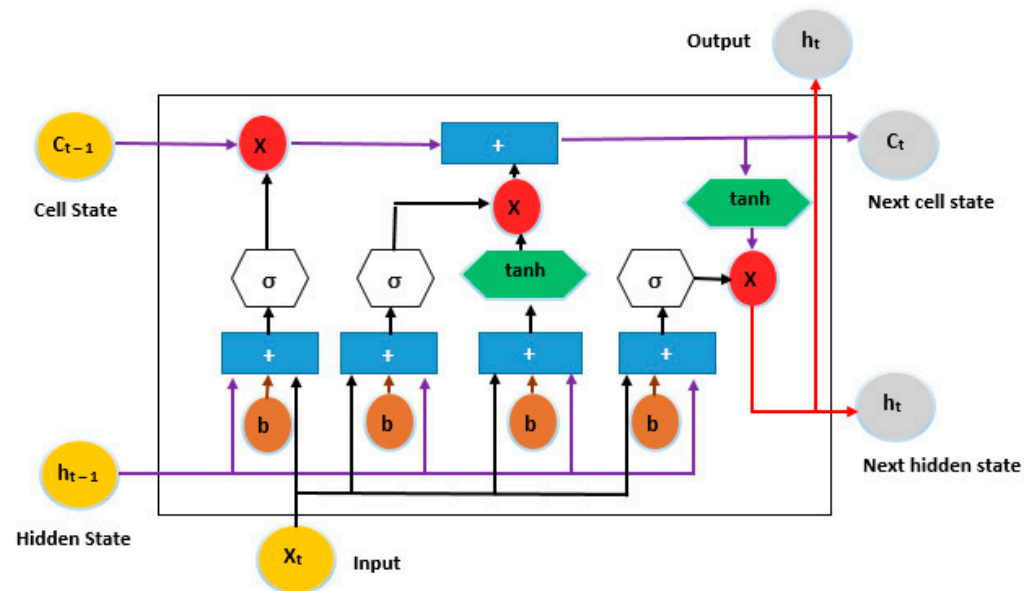 Output
hₜ
Cₜ₋₁
X
+
Cₜ
Cell State
Next cell state
X
tanh
σ
σ
tanh
σ
X
+
+
+
+
b
b
b
b
hₜ
hₜ₋₁
Next hidden state
Hidden State
Xₜ
Input